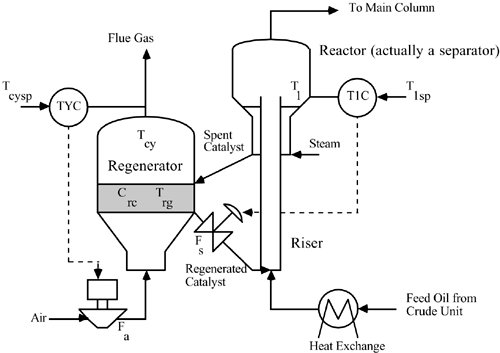 To Main Column
Flue Gas
Reactor (actually a separator)
T
cysp
TYC
T
1
T1C
T
1sp
T
cy
Spent
Catalyst
Regenerator
Steam
C
rc
T
rg
F
s
Riser
Regenerated
Catalyst
Feed Oil from
Crude Unit
Air
F
a
Heat Exchange